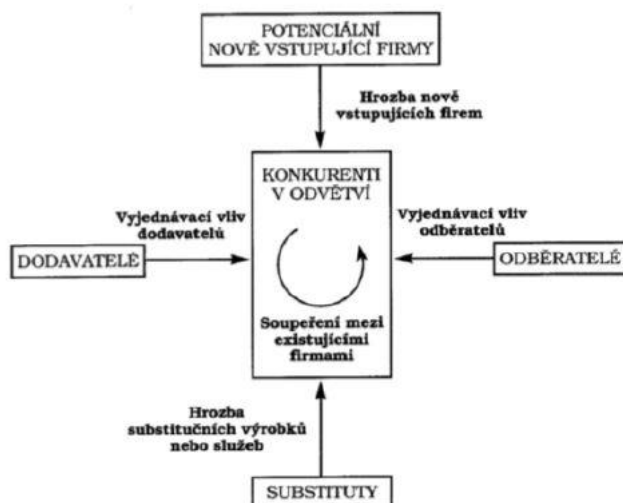 POTENCIÁLNÍ
NOVĚ VSTUPUJÍCÍ FIRMY
Hrozba nově
vstupujících firem
KONKURENTI
V ODVĚTVÍ
Vyjednávací vliv
dodavatelů
Vyjednávací vliv
odběratelů
DODAVATELÉ
ODBĚRATELÉ
Soupeření mezi
existujícími
firmami
Hrozba
substitučních výrobků
nebo služeb
SUBSTITUTY